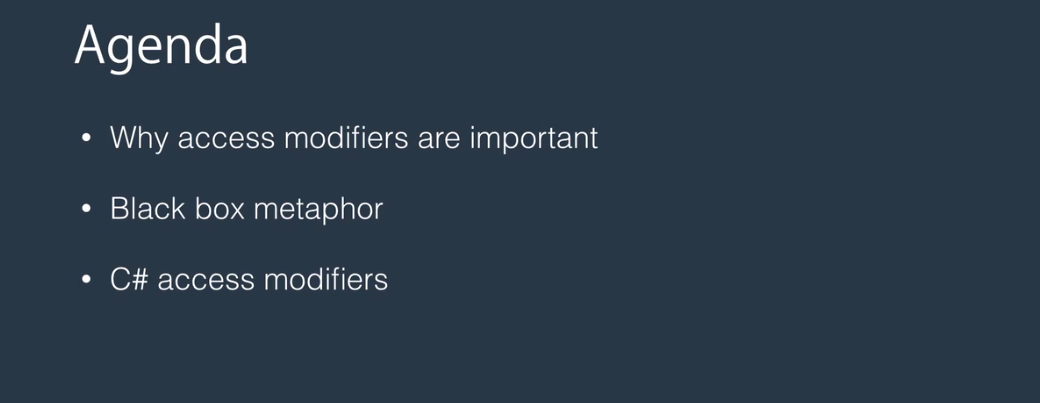 Agenda
• Why access modifiers are important
• Black box metaphor
• C# access modifiers